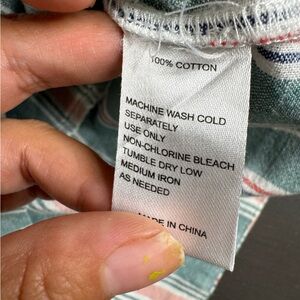 100% COTTON
MACHINE WASH COLD
SEPARATELY
USE ONLY
NON-CHLORINE BLEACH
TUMBLE DRY LOW
MEDIUM IRON
AS NEEDED
MADE IN CHINA